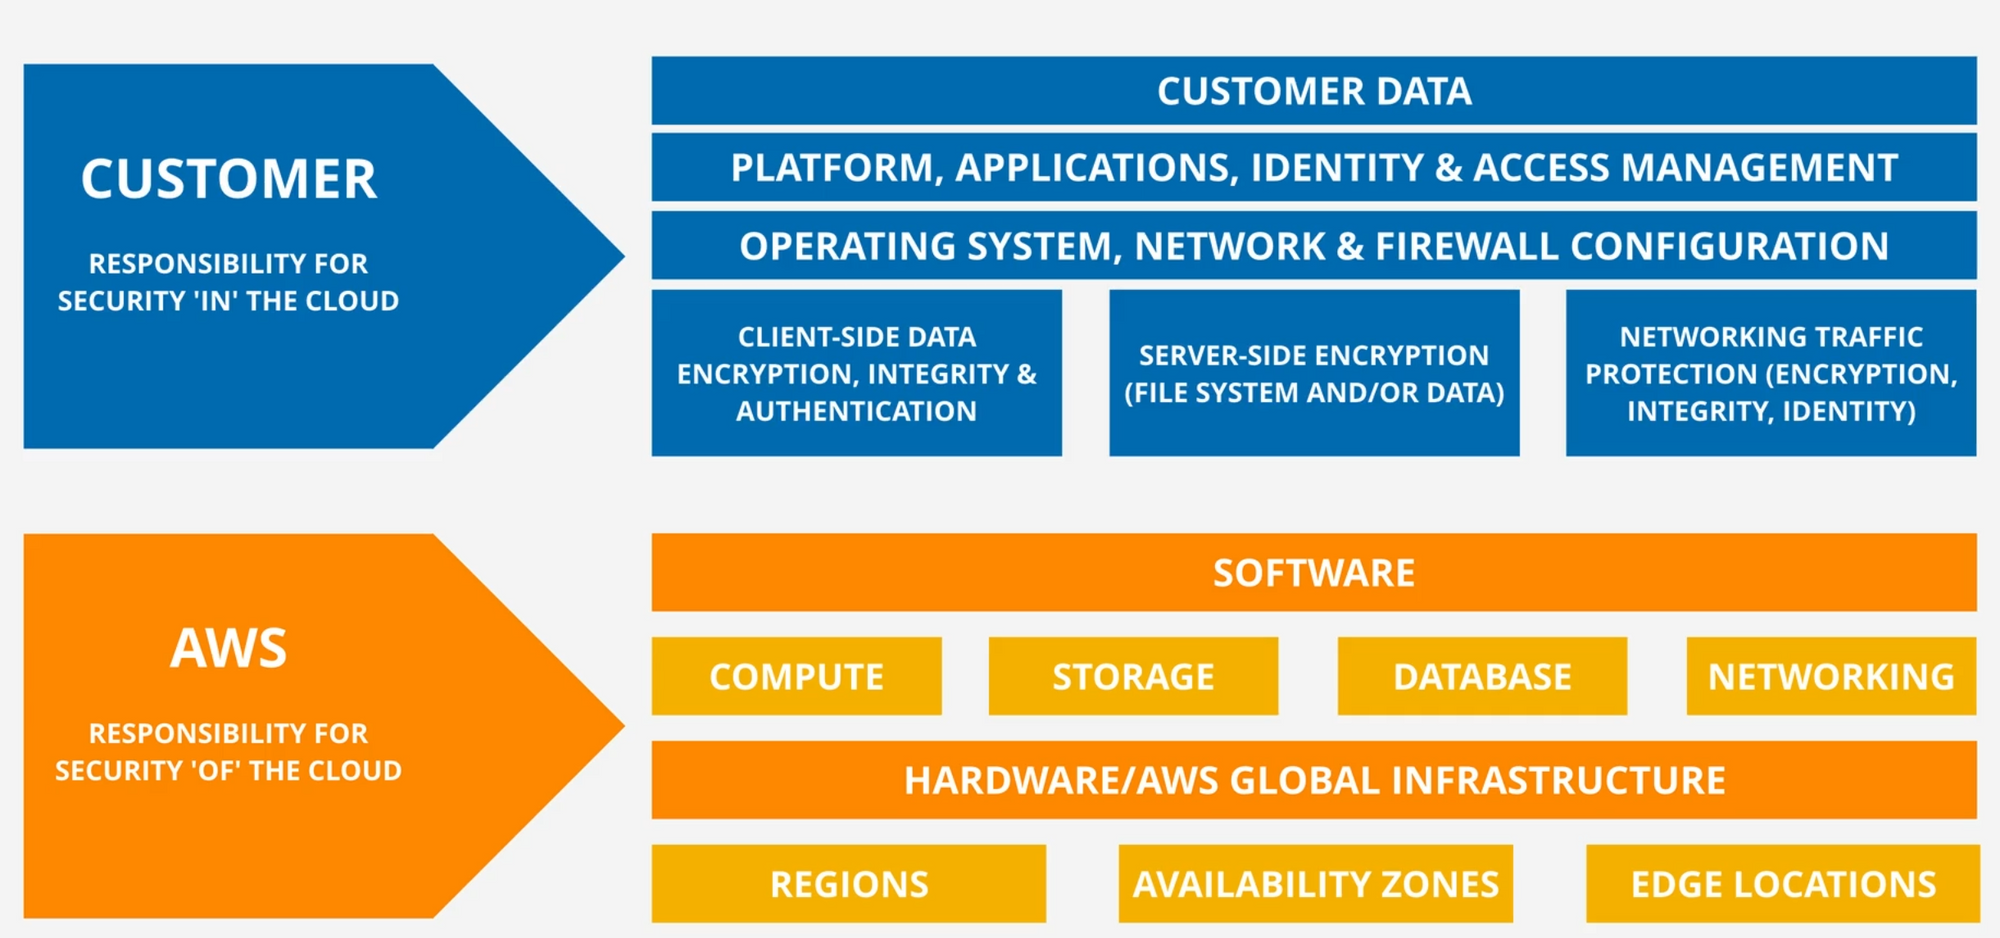 CUSTOMER
RESPONSIBILITY FOR
SECURITY 'IN' THE CLOUD
CUSTOMER DATA
PLATFORM, APPLICATIONS, IDENTITY & ACCESS MANAGEMENT
OPERATING SYSTEM, NETWORK & FIREWALL CONFIGURATION
CLIENT-SIDE DATA
ENCRYPTION, INTEGRITY &
AUTHENTICATION
SERVER-SIDE ENCRYPTION
(FILE SYSTEM AND/OR DATA)
NETWORKING TRAFFIC
PROTECTION (ENCRYPTION,
INTEGRITY, IDENTITY)
AWS
RESPONSIBILITY FOR
SECURITY 'OF' THE CLOUD
SOFTWARE
COMPUTE
STORAGE
DATABASE
NETWORKING
HARDWARE/AWS GLOBAL INFRASTRUCTURE
REGIONS
AVAILABILITY ZONES
EDGE LOCATIONS